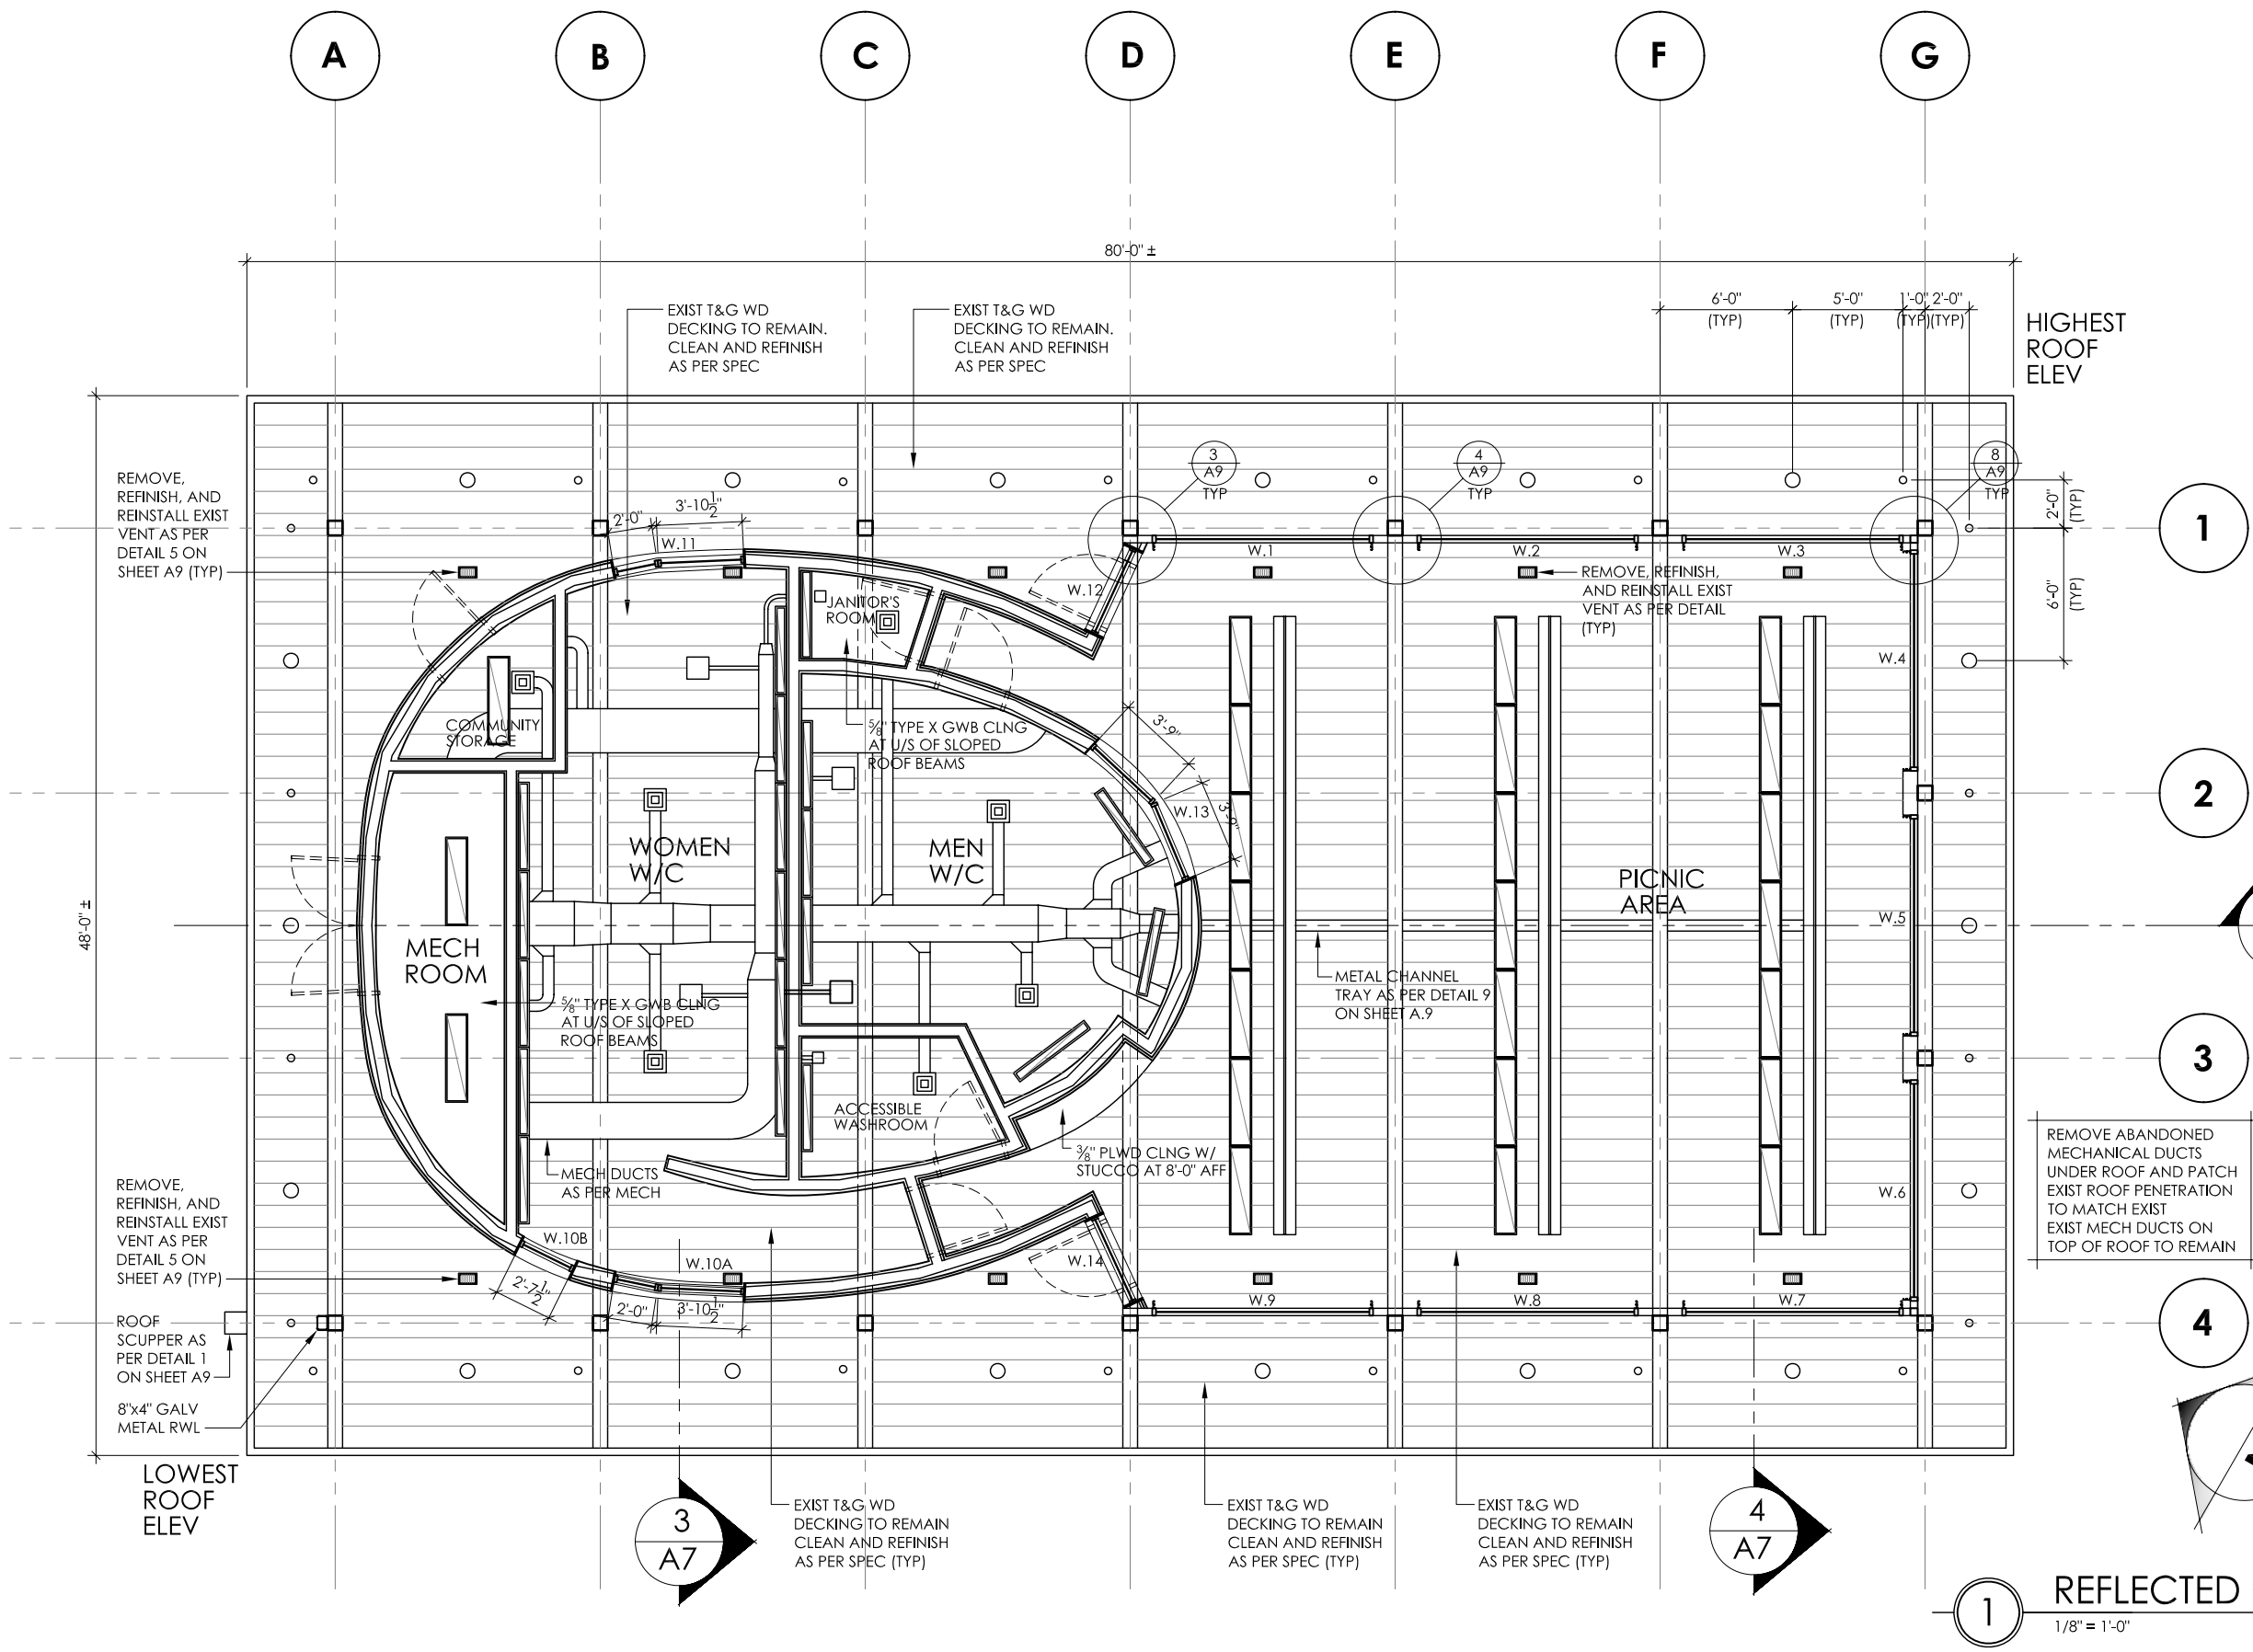 A
B
C
D
E
F
G
80'-0" ±
EXIST T&G WD
DECKING TO REMAIN.
CLEAN AND REFINISH
AS PER SPEC
EXIST T&G WD
DECKING TO REMAIN.
CLEAN AND REFINISH
AS PER SPEC
6'-0"
(TYP)
5'-0"
(TYP)
1'-0"
(TYP)
2'-0"
(TYP)
HIGHEST
ROOF
ELEV
REMOVE,
REFINISH, AND
REINSTALL EXIST
VENT AS PER
DETAIL 5 ON
SHEET A9 (TYP)
3
A9
TYP
4
A9
TYP
8
A9
TYP
2'-0"
(TYP)
6'-0"
(TYP)
1
2'-0"
3'-10½"
W.11
W.12
W.1
W.2
W.3
REMOVE, REFINISH,
AND REINSTALL EXIST
VENT AS PER DETAIL
(TYP)
JANITOR'S
ROOM
W.4
COMMUNITY
STORAGE
⅝" TYPE X GWB CLNG
AT U/S OF SLOPED
ROOF BEAMS
3'-9"
3'-9"
W.13
2
WOMEN
W/C
MEN
W/C
PICNIC
AREA
W.5
48'-0" ±
MECH
ROOM
METAL CHANNEL
TRAY AS PER DETAIL 9
ON SHEET A.9
⅝" TYPE X GWB CLNG
AT U/S OF SLOPED
ROOF BEAMS
3
ACCESSIBLE
WASHROOM
⅜" PLWD CLNG W/
STUCCO AT 8'-0" AFF
MECH DUCTS
AS PER MECH
REMOVE ABANDONED
MECHANICAL DUCTS
UNDER ROOF AND PATCH
EXIST ROOF PENETRATION
TO MATCH EXIST
EXIST MECH DUCTS ON
TOP OF ROOF TO REMAIN
W.6
REMOVE,
REFINISH, AND
REINSTALL EXIST
VENT AS PER
DETAIL 5 ON
SHEET A9 (TYP)
W.10B
W.10A
W.14
2'-7½"
2'-0"
3'-10½"
W.9
W.8
W.7
4
ROOF
SCUPPER AS
PER DETAIL 1
ON SHEET A9
8"x4" GALV
METAL RWL
LOWEST
ROOF
ELEV
3
A7
EXIST T&G WD
DECKING TO REMAIN
CLEAN AND REFINISH
AS PER SPEC (TYP)
EXIST T&G WD
DECKING TO REMAIN
CLEAN AND REFINISH
AS PER SPEC (TYP)
EXIST T&G WD
DECKING TO REMAIN
CLEAN AND REFINISH
AS PER SPEC (TYP)
4
A7
1
REFLECTED
1/8" = 1'-0"